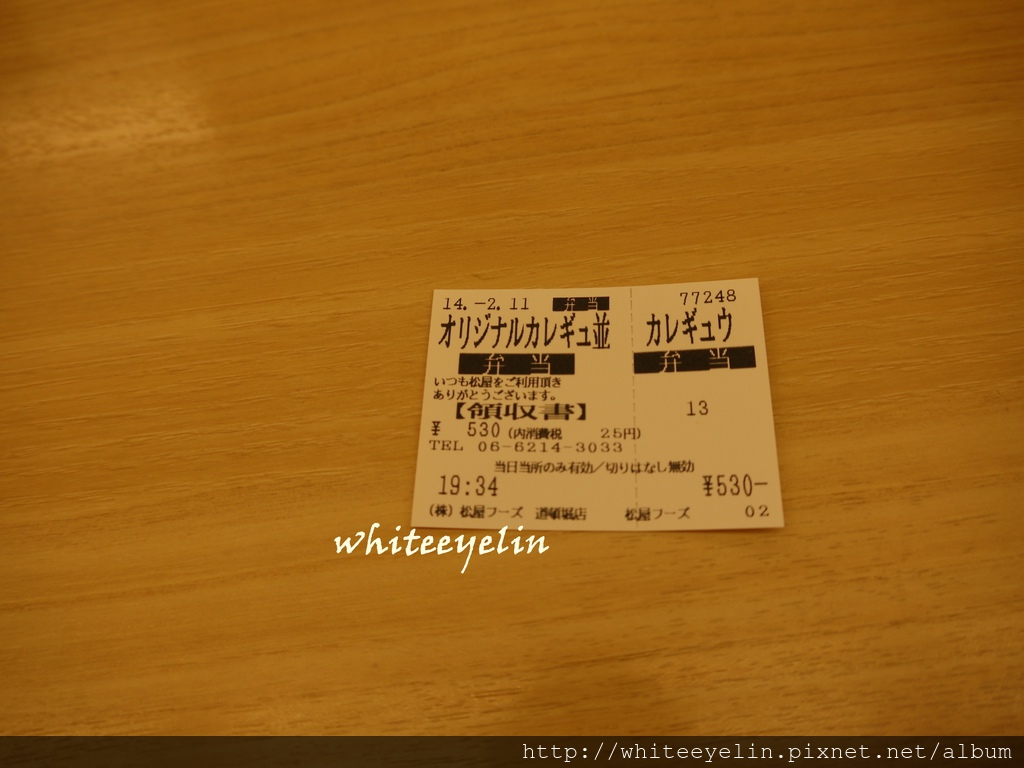 14.-2.11 弁当 77248
オリジナルカレギュ並 カレギュウ
弁当 弁当
いつも松屋をご利用頂き
ありがとうございます。
【領収書】 13
¥ 530 (内消費税 25円)
TEL 06-6214-3033
当日当所のみ有効/切りはなし無効
19:34 ¥530-
(株)松屋フーズ 道頓堀店 松屋フーズ 02
whiteeyelin
http://whiteeyelin.pixnet.net/album